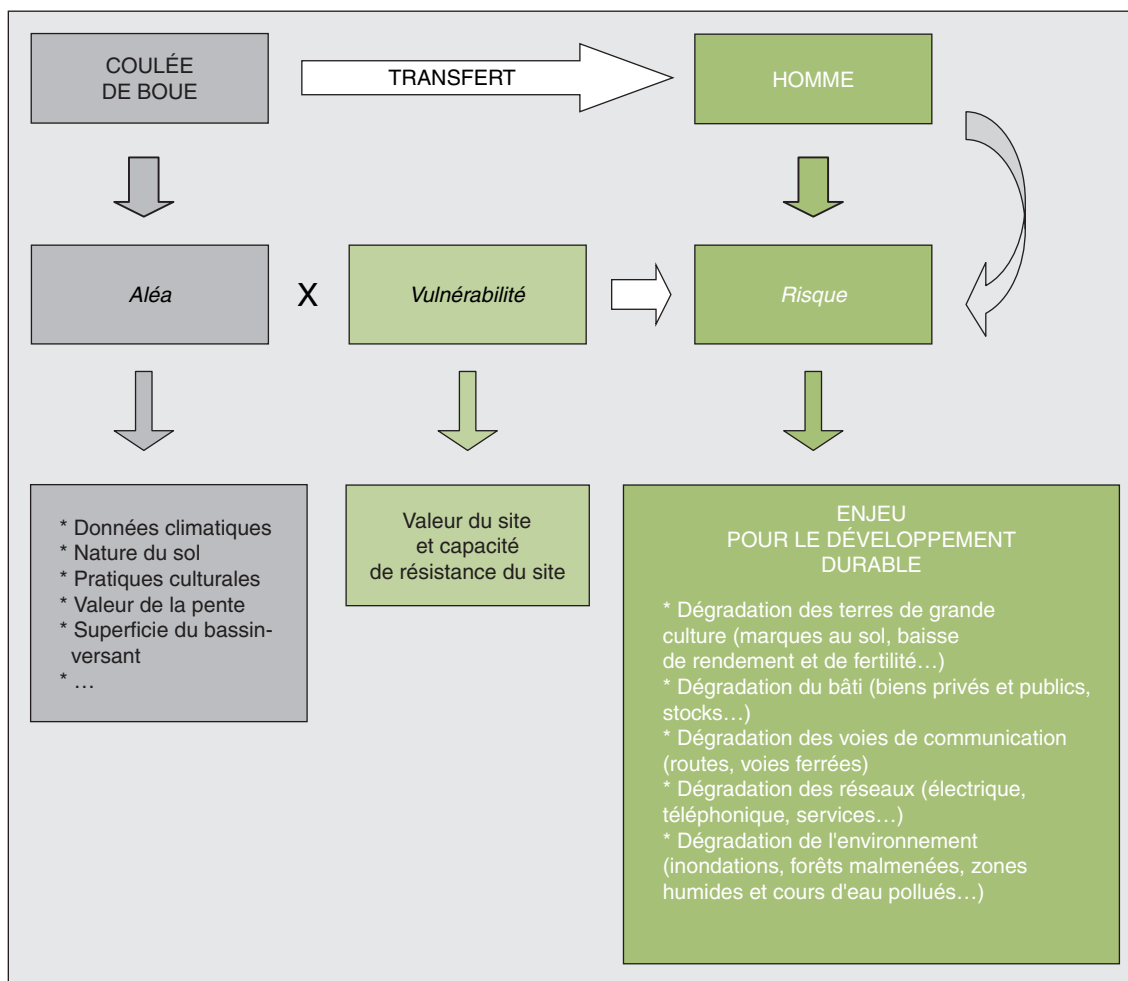 COULÉE
DE BOUE
TRANSFERT
HOMME
Aléa
X
Vulnérabilité
Risque
* Données climatiques
* Nature du sol
* Pratiques culturales
* Valeur de la pente
* Superficie du bassin-
versant
* …
Valeur du site
et capacité
de résistance du site
ENJEU
POUR LE DÉVELOPPEMENT
DURABLE
* Dégradation des terres de grande
culture (marques au sol, baisse
de rendement et de fertilité…)
* Dégradation du bâti (biens privés et publics,
stocks…)
* Dégradation des voies de communication
(routes, voies ferrées)
* Dégradation des réseaux (électrique,
téléphonique, services…)
* Dégradation de l'environnement
(inondations, forêts malmenées, zones
humides et cours d'eau pollués…)